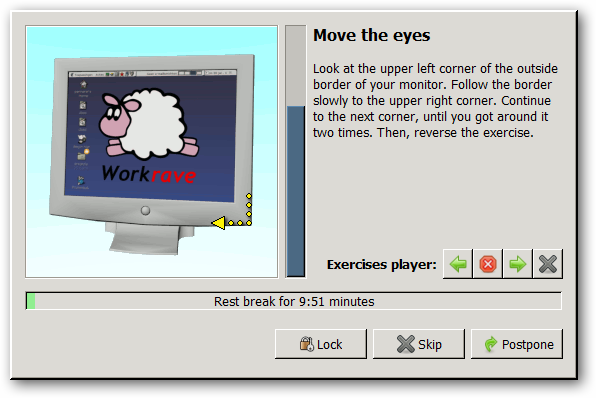 Move the eyes
Look at the upper left corner of the outside
border of your monitor. Follow the border
slowly to the upper right corner. Continue
to the next corner, until you got around it
two times. Then, reverse the exercise.
Workrave
Exercises player:
Rest break for 9:51 minutes
Lock
Skip
Postpone